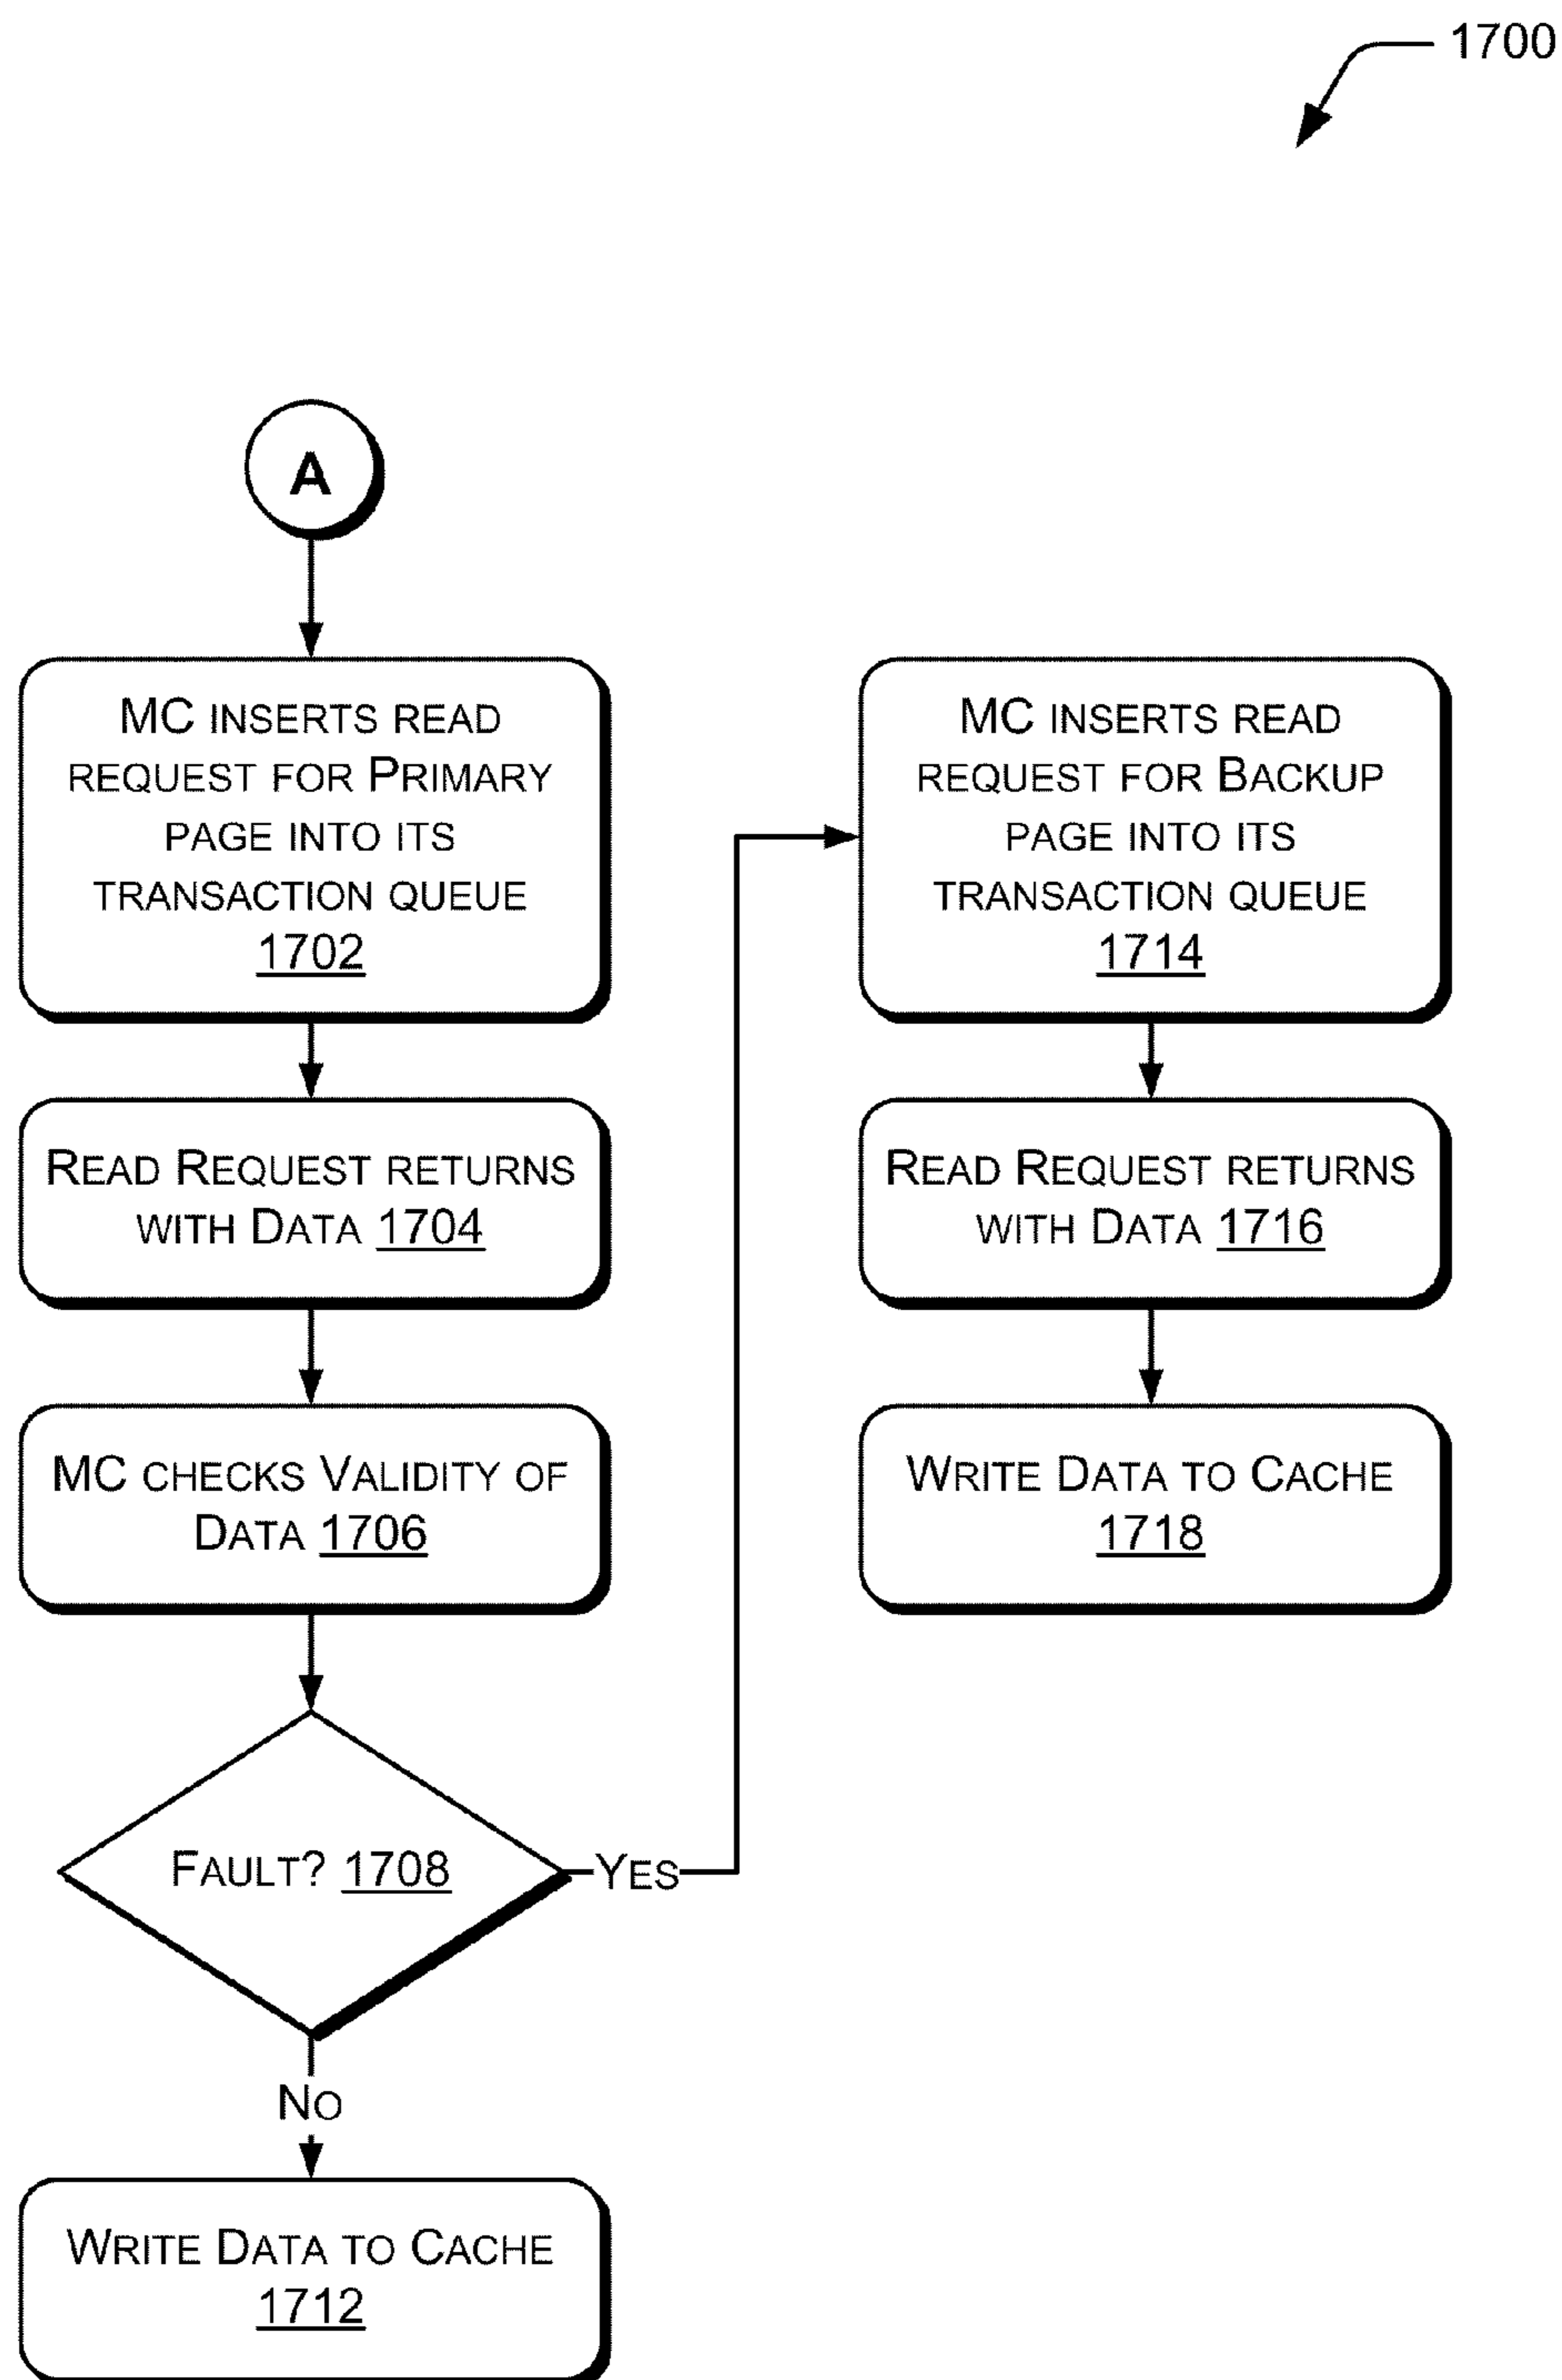 1700
A
MC INSERTS READ
REQUEST FOR PRIMARY
PAGE INTO ITS
TRANSACTION QUEUE
1702
READ REQUEST RETURNS
WITH DATA 1704
MC CHECKS VALIDITY OF
DATA 1706
FAULT? 1708
YES
NO
WRITE DATA TO CACHE
1712
MC INSERTS READ
REQUEST FOR BACKUP
PAGE INTO ITS
TRANSACTION QUEUE
1714
READ REQUEST RETURNS
WITH DATA 1716
WRITE DATA TO CACHE
1718